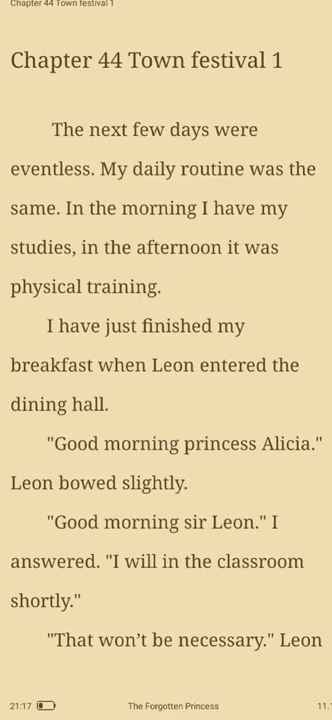 Chapter 44 Town festival 1
Chapter 44 Town festival 1
The next few days were
eventless. My daily routine was the
same. In the morning I have my
studies, in the afternoon it was
physical training.
I have just finished my
breakfast when Leon entered the
dining hall.
"Good morning princess Alicia."
Leon bowed slightly.
"Good morning sir Leon." I
answered. "I will in the classroom
shortly."
"That won’t be necessary." Leon
21:17 The Forgotten Princess 11.